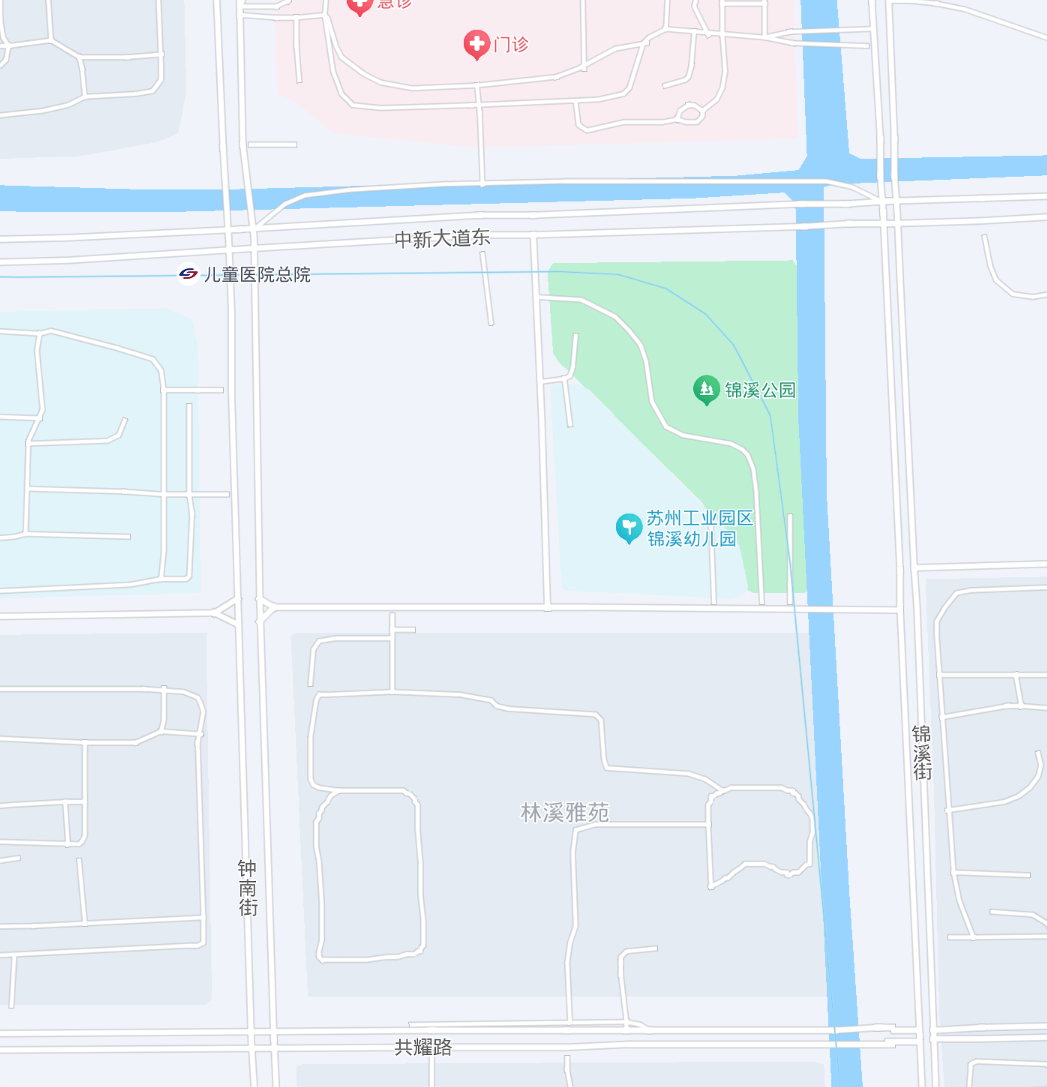 急诊
门诊
中新大道东
儿童医院总院
锦溪公园
苏州工业园区
锦溪幼儿园
锦溪街
林溪雅苑
钟南街
共耀路